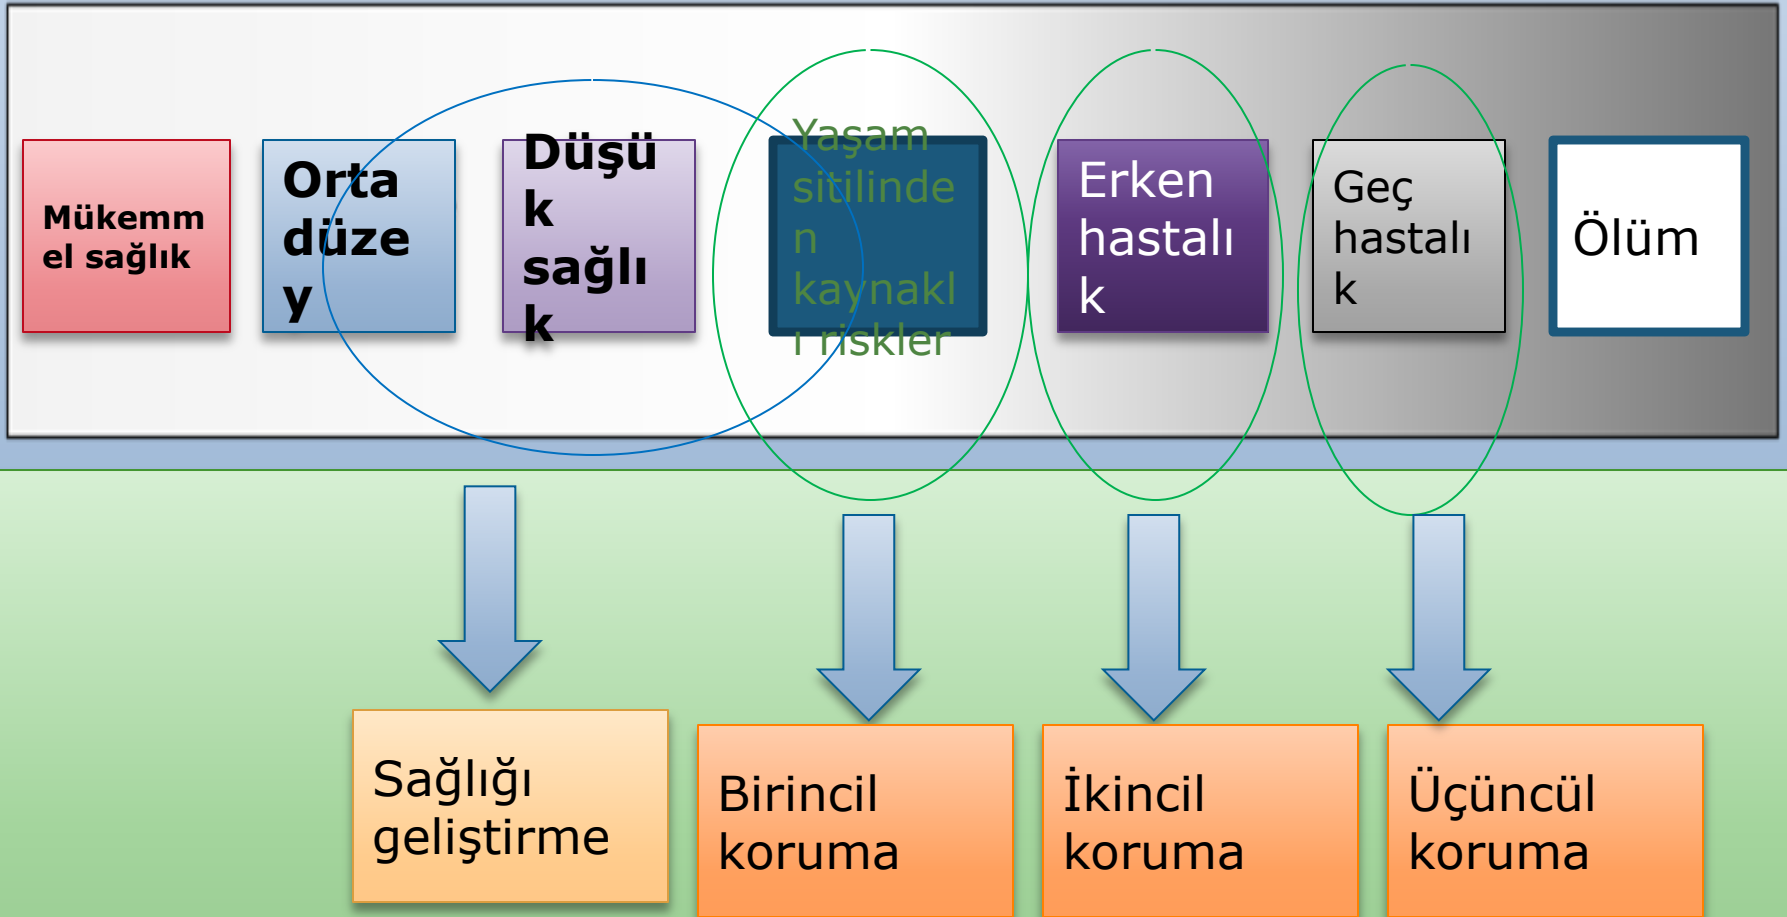 Mükemm
el sağlık
Orta
düze
y
Düşü
k
sağlı
k
Yaşam
sitilinde
n
kaynakl
ı riskler
Erken
hastalı
k
Geç
hastalı
k
Ölüm
Sağlığı
geliştirme
Birincil
koruma
İkincil
koruma
Üçüncül
koruma